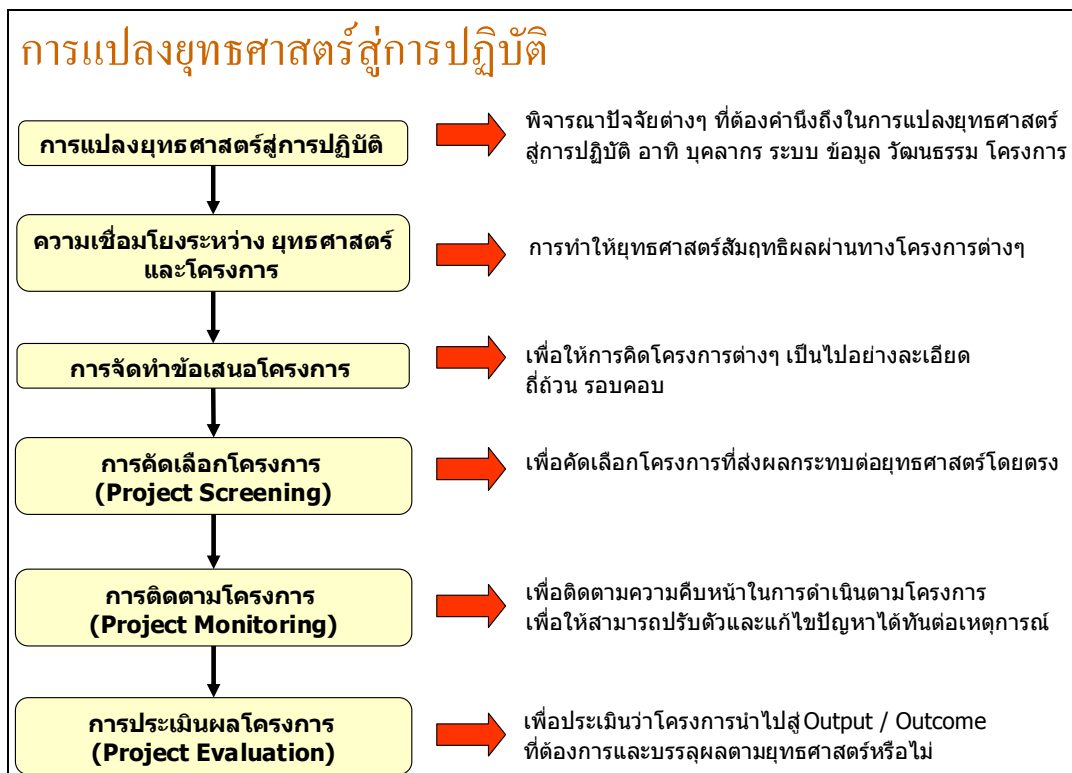 การแปลงยุทธศาสตร์สู่การปฏิบัติ
การแปลงยุทธศาสตร์สู่การปฏิบัติ
พิจารณาปัจจัยต่างๆ ที่ต้องคำนึงถึงในการแปลงยุทธศาสตร์
สู่การปฏิบัติ อาทิ บุคลากร ระบบ ข้อมูล วัฒนธรรม โครงการ
ความเชื่อมโยงระหว่าง ยุทธศาสตร์
และโครงการ
การทำให้ยุทธศาสตร์สัมฤทธิผลผ่านทางโครงการต่างๆ
การจัดทำข้อเสนอโครงการ
เพื่อให้การคิดโครงการต่างๆ เป็นไปอย่างละเอียด
ถี่ถ้วน รอบคอบ
การคัดเลือกโครงการ
(Project Screening)
เพื่อคัดเลือกโครงการที่ส่งผลกระทบต่อยุทธศาสตร์โดยตรง
การติดตามโครงการ
(Project Monitoring)
เพื่อติดตามความคืบหน้าในการดำเนินตามโครงการ
เพื่อให้สามารถปรับตัวและแก้ไขปัญหาได้ทันต่อเหตุการณ์
การประเมินผลโครงการ
(Project Evaluation)
เพื่อประเมินว่าโครงการนำไปสู่ Output / Outcome
ที่ต้องการและบรรลุผลตามยุทธศาสตร์หรือไม่